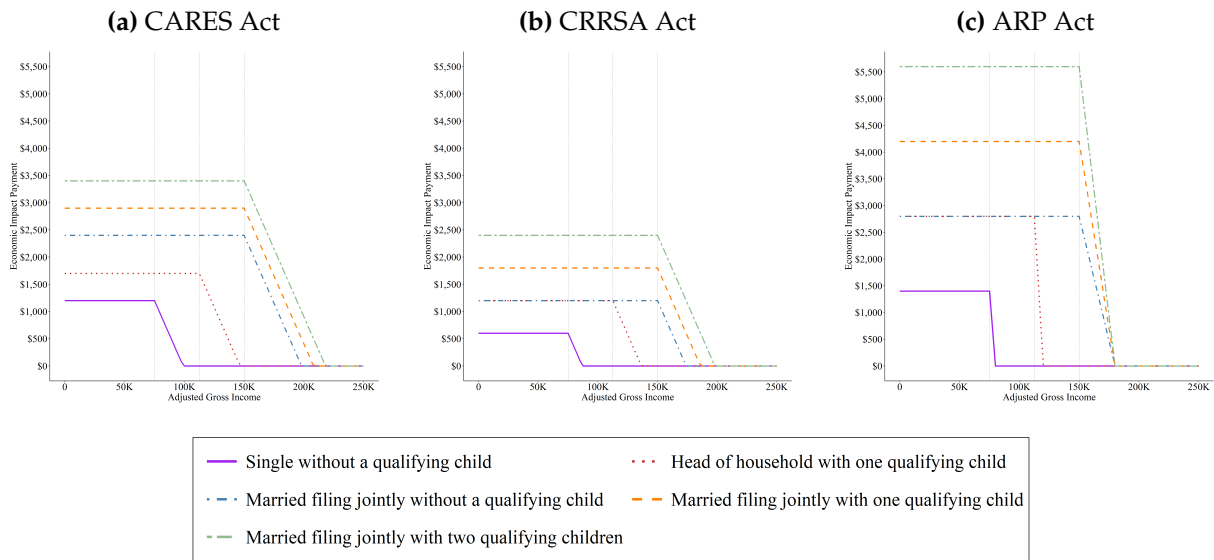 (a) CARES Act
(b) CRRSA Act
(c) ARP Act
$5,500
$5,000
$4,500
$4,000
$3,500
$3,000
$2,500
$2,000
$1,500
$1,000
$500
$0
Economic Impact Payment
0 50K 100K 150K 200K 250K
Adjusted Gross Income
$5,500
$5,000
$4,500
$4,000
$3,500
$3,000
$2,500
$2,000
$1,500
$1,000
$500
$0
Economic Impact Payment
0 50K 100K 150K 200K 250K
Adjusted Gross Income
$5,500
$5,000
$4,500
$4,000
$3,500
$3,000
$2,500
$2,000
$1,500
$1,000
$500
$0
Economic Impact Payment
0 50K 100K 150K 200K 250K
Adjusted Gross Income
Single without a qualifying child
Head of household with one qualifying child
Married filing jointly without a qualifying child
Married filing jointly with one qualifying child
Married filing jointly with two qualifying children